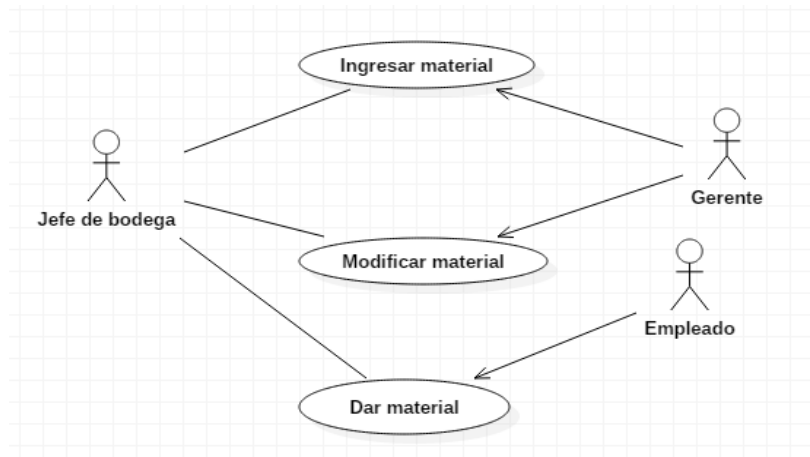 Ingresar material
Gerente
Jefe de bodega
Modificar material
Empleado
Dar material